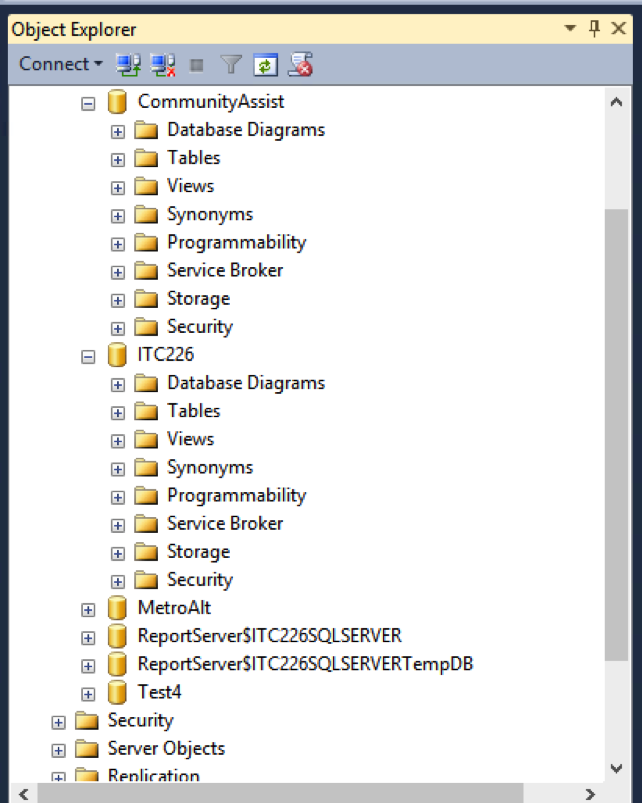 Object Explorer
Connect
CommunityAssist
Database Diagrams
Tables
Views
Synonyms
Programmability
Service Broker
Storage
Security
ITC226
Database Diagrams
Tables
Views
Synonyms
Programmability
Service Broker
Storage
Security
MetroAlt
ReportServer$ITC226SQLSERVER
ReportServer$ITC226SQLSERVERTempDB
Test4
Security
Server Objects
Replication